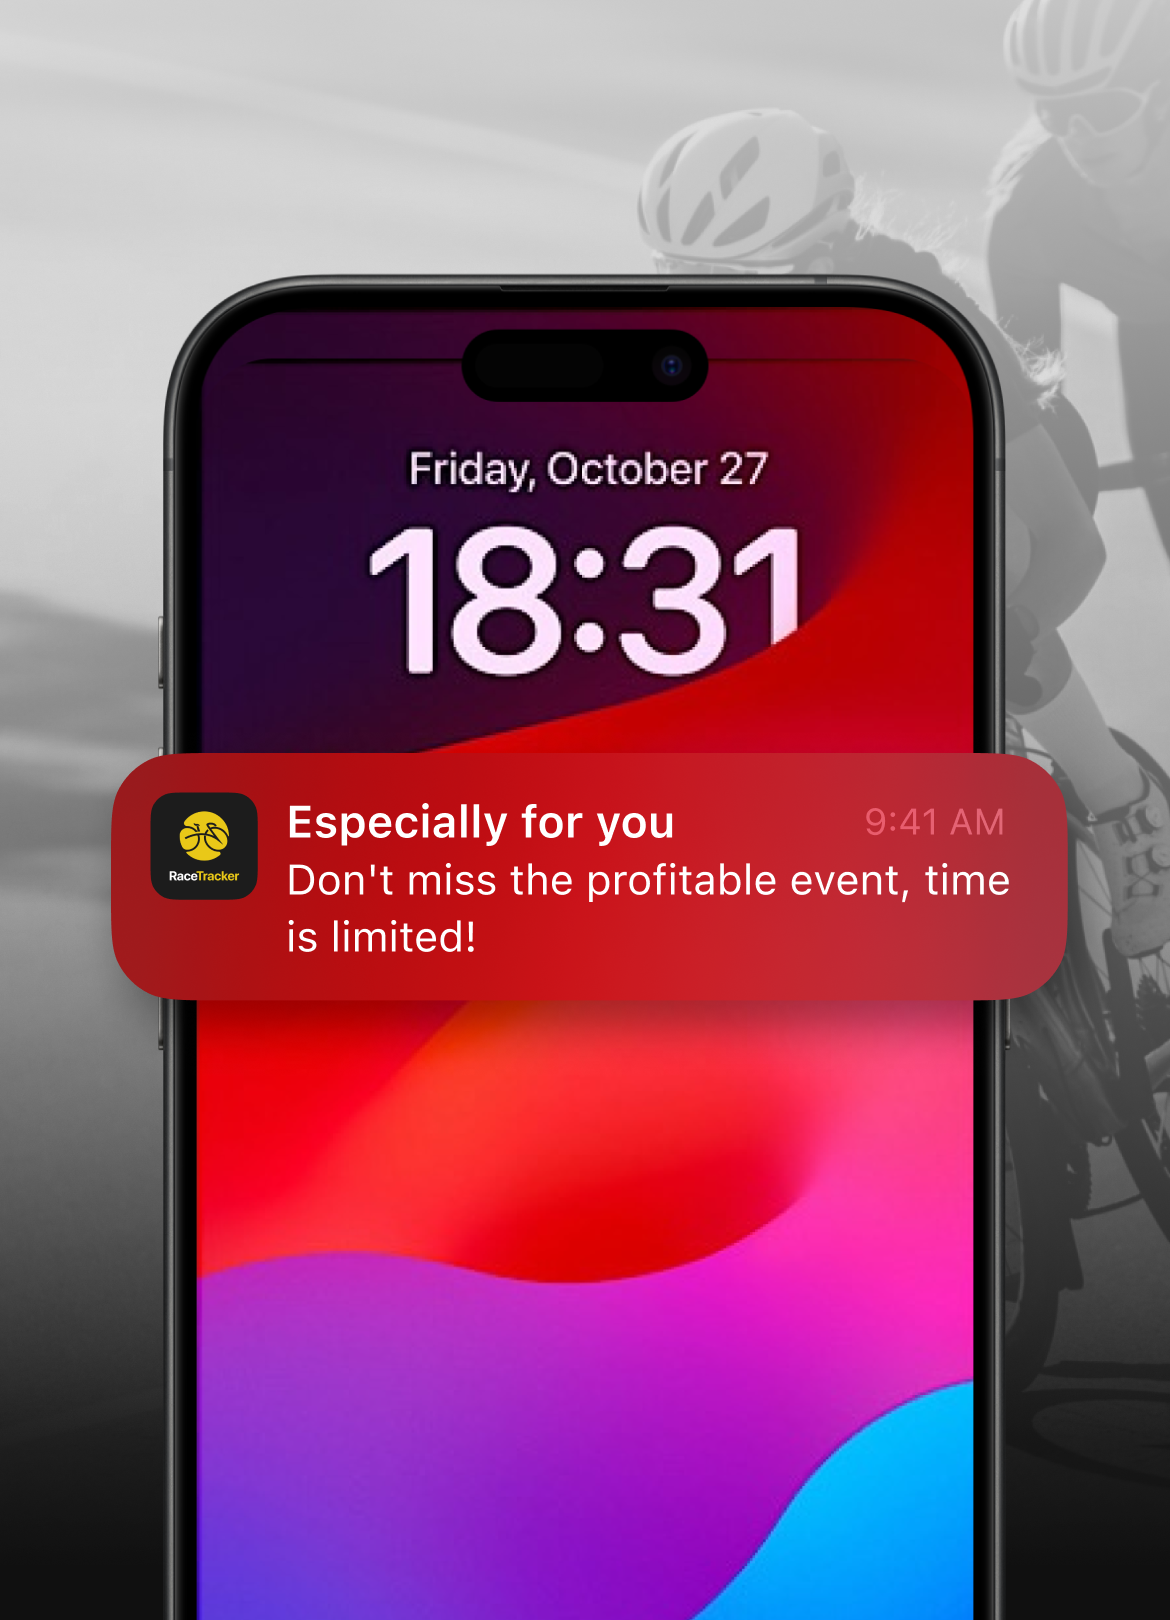 Friday, October 27
18:31
Especially for you
9:41 AM
Don't miss the profitable event, time
is limited!
RaceTracker